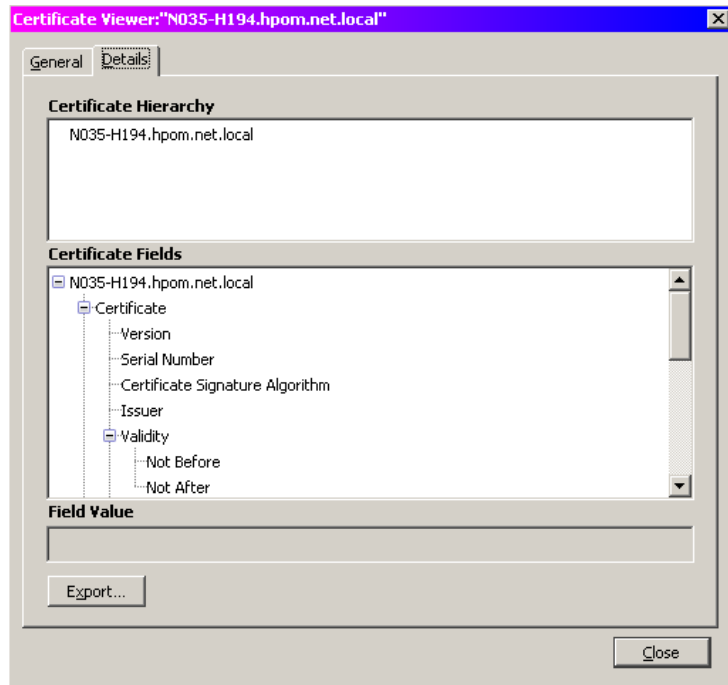 Certificate Viewer:"N035-H194.hpom.net.local"
General Details
Certificate Hierarchy
N035-H194.hpom.net.local
Certificate Fields
N035-H194.hpom.net.local
Certificate
Version
Serial Number
Certificate Signature Algorithm
Issuer
Validity
Not Before
Not After
Field Value
Export...
Close